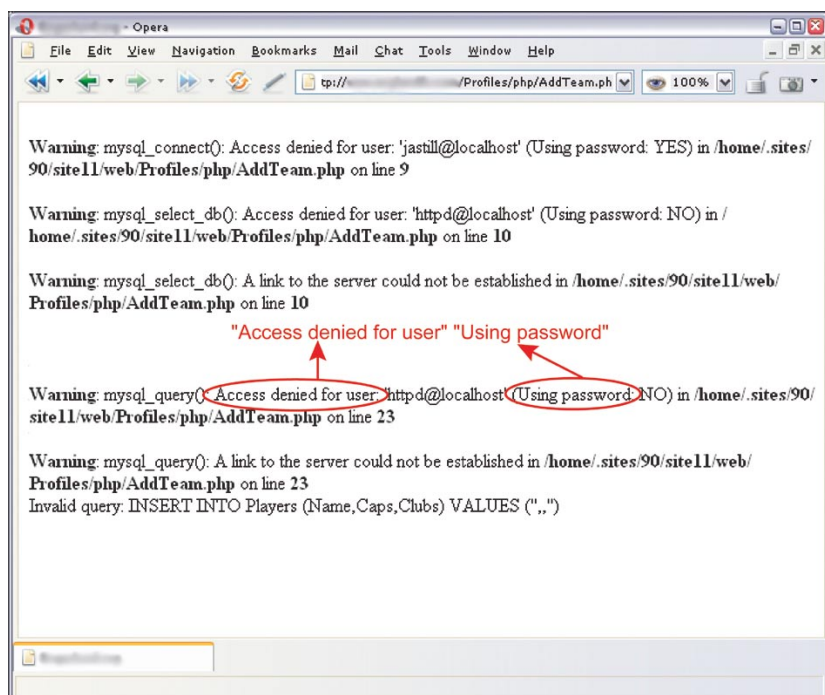 - Opera
File Edit View Navigation Bookmarks Mail Chat Tools Window Help
tp:// /Profiles/php/AddTeam.ph 100%
Warning: mysql_connect(): Access denied for user: 'jastill@localhost' (Using password: YES) in /home/.sites/
90/site11/web/Profiles/php/AddTeam.php on line 9
Warning: mysql_select_db(): Access denied for user: 'httpd@localhost' (Using password: NO) in /
home/.sites/90/site11/web/Profiles/php/AddTeam.php on line 10
Warning: mysql_select_db(): A link to the server could not be established in /home/.sites/90/site11/web/
Profiles/php/AddTeam.php on line 10
"Access denied for user" "Using password"
Warning: mysql_query(): Access denied for user: 'httpd@localhost' (Using password: NO) in /home/.sites/90/
site11/web/Profiles/php/AddTeam.php on line 23
Warning: mysql_query(): A link to the server could not be established in /home/.sites/90/site11/web/
Profiles/php/AddTeam.php on line 23
Invalid query: INSERT INTO Players (Name,Caps,Clubs) VALUES ('',,'')